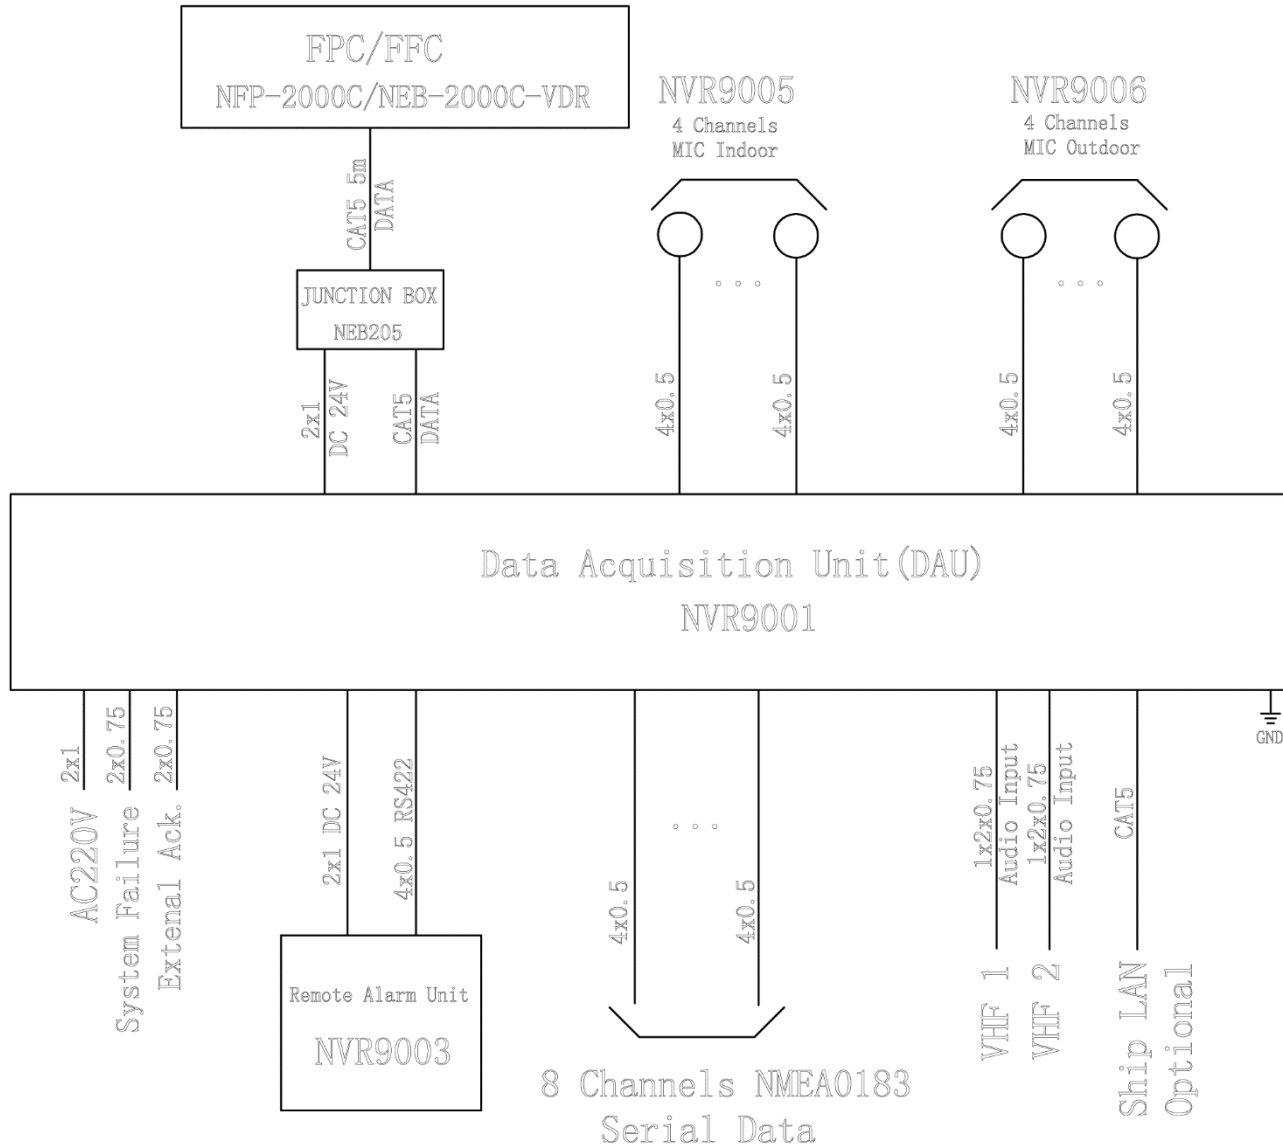 FPC/FFC
NFP-2000C/NEB-2000C-VDR
NVR9005
4 Channels
MIC Indoor
NVR9006
4 Channels
MIC Outdoor
CAT5 5m
DATA
JUNCTION BOX
NEB205
2x1
DC 24V
CAT5
DATA
4x0.5
4x0.5
4x0.5
4x0.5
Data Acquisition Unit(DAU)
NVR9001
2x1
AC220V
2x0.75
System Failure
2x0.75
Extenal Ack.
2x1 DC 24V
4x0.5 RS422
Remote Alarm Unit
NVR9003
4x0.5
4x0.5
8 Channels NMEA0183
Serial Data
1x2x0.75
Audio Input
VHF 1
1x2x0.75
Audio Input
VHF 2
CAT5
Ship LAN
Optional
GND